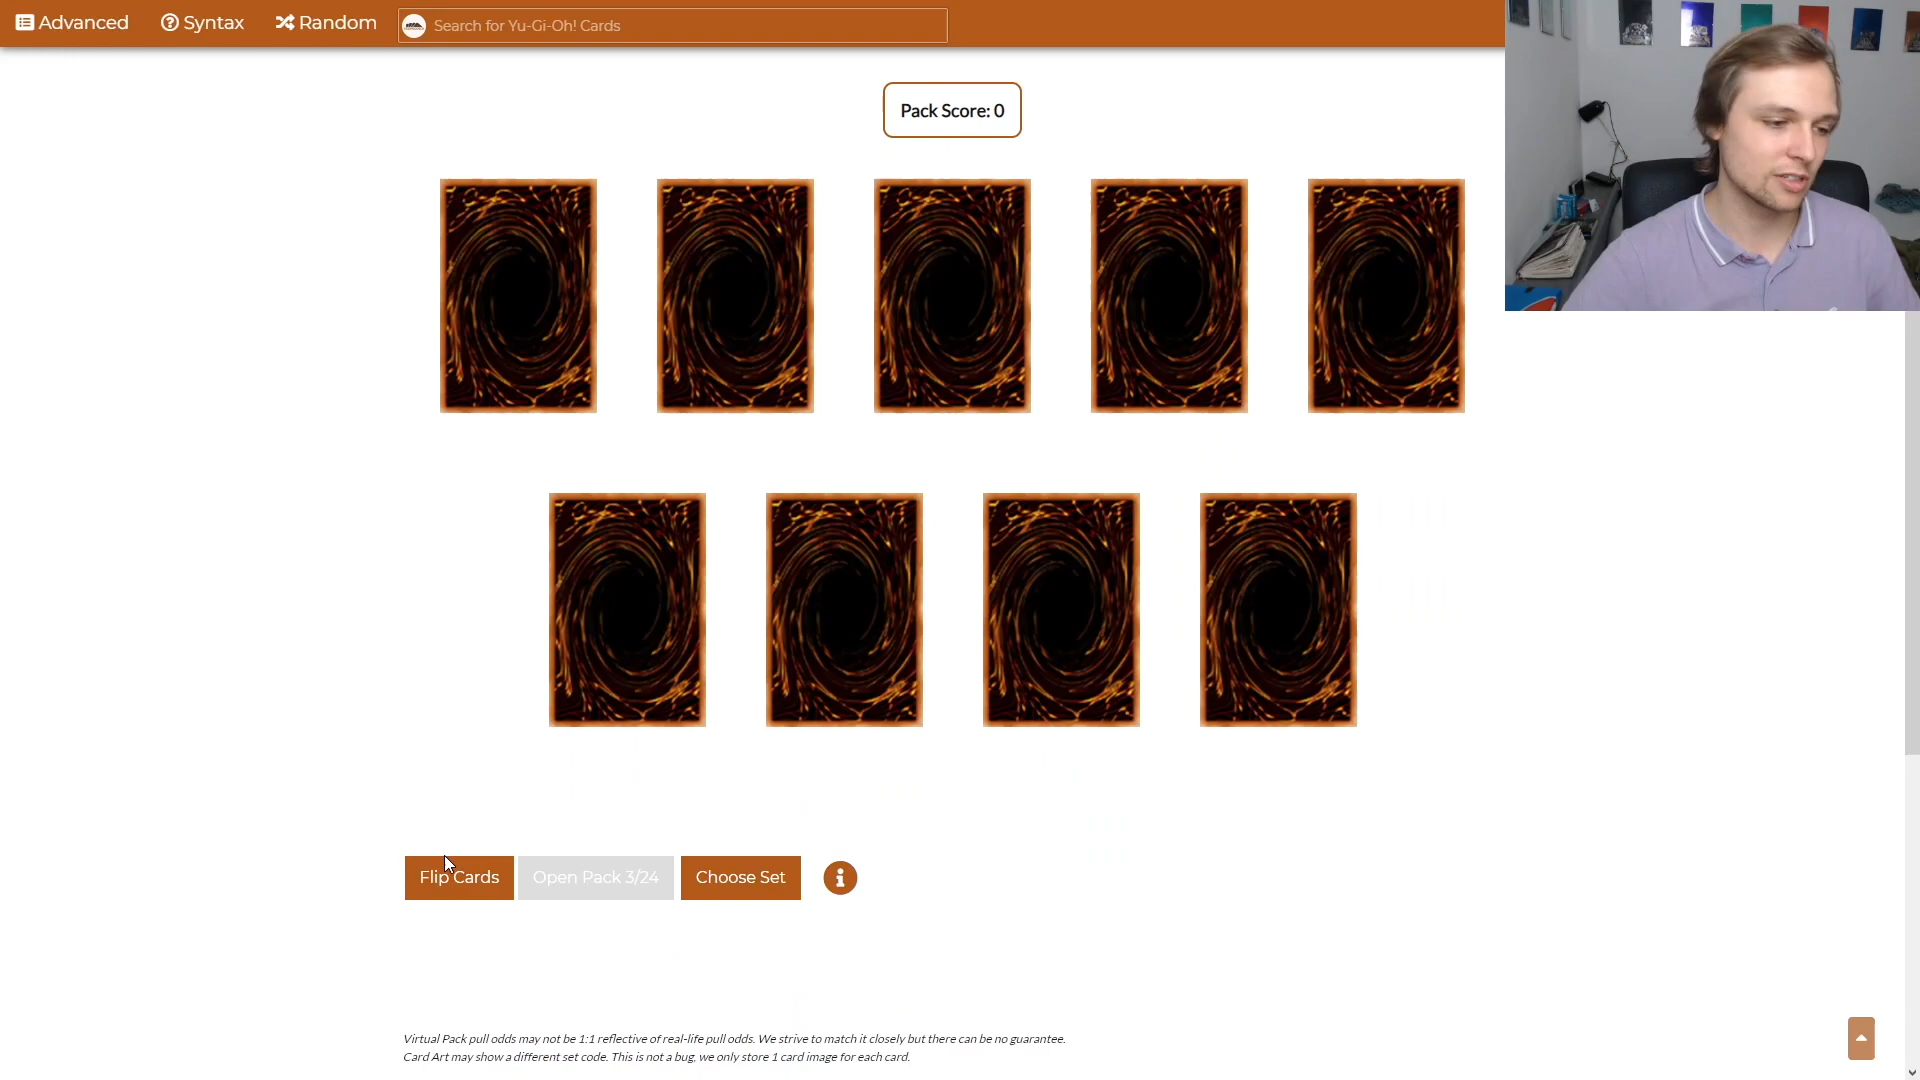 Advanced
Syntax
Random
Search for Yu-Gi-Oh! Cards
Pack Score: 0
Flip Cards
Open Pack 3/24
Choose Set
Virtual Pack pull odds may not be 1:1 reflective of real-life pull odds. We strive to match it closely but there can be no guarantee.
Card Art may show a different set code. This is not a bug, we only store 1 card image for each card.